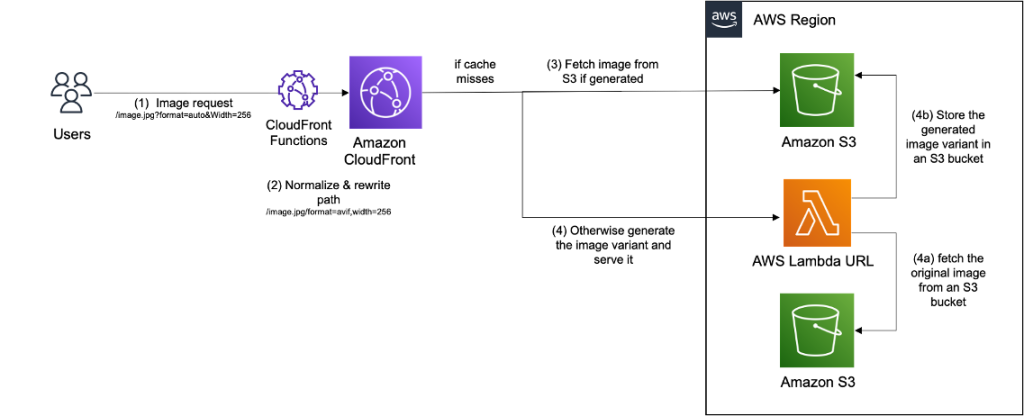 aws
AWS Region
if cache
misses
(3) Fetch image from
S3 if generated
Users
(1) Image request
/image.jpg?format=auto&Width=256
CloudFront
Functions
Amazon
CloudFront
(2) Normalize & rewrite
path
/image.jpg/format=avif,width=256
Amazon S3
(4b) Store the
generated
image variant in
an S3 bucket
(4) Otherwise generate
the image variant and
serve it
AWS Lambda URL
(4a) fetch the
original image
from an S3
bucket
Amazon S3